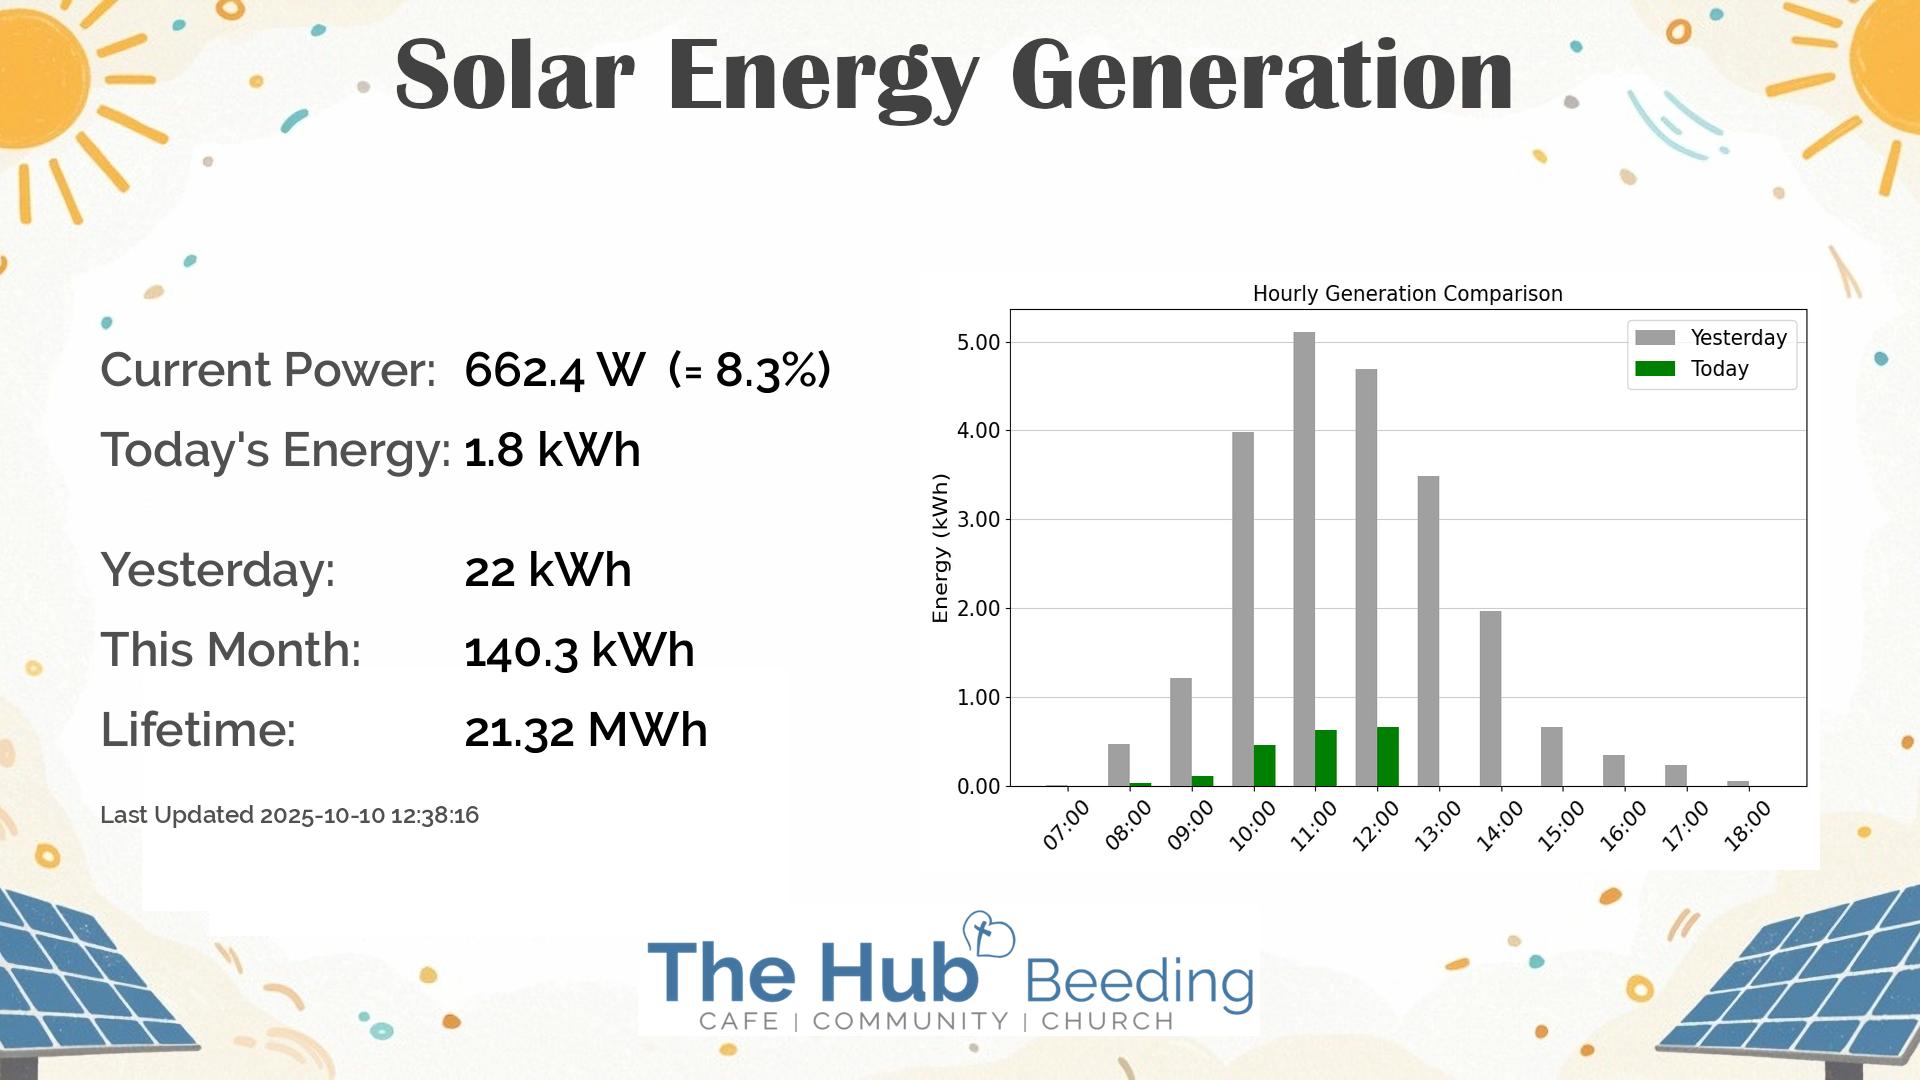 Solar Energy Generation
Current Power: 662.4 W (= 8.3%)
Today's Energy: 1.8 kWh
Yesterday: 22 kWh
This Month: 140.3 kWh
Lifetime: 21.32 MWh
Last Updated 2025-10-10 12:38:16
Hourly Generation Comparison
Yesterday
Today
Energy (kWh)
5.00
4.00
3.00
2.00
1.00
0.00
07:00 08:00 09:00 10:00 11:00 12:00 13:00 14:00 15:00 16:00 17:00 18:00
The Hub Beeding
CAFE | COMMUNITY | CHURCH